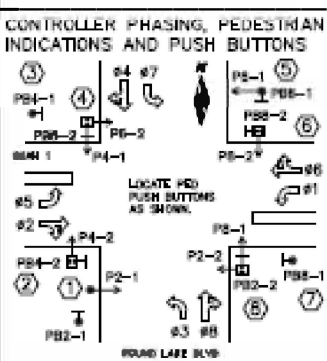 CONTROLLER PHASING, PEDESTRIAN
INDICATIONS AND PUSH BUTTONS
3
ø4 ø7
5
PB4-1
4
P6-1
PB6-1
PB8-2
PB6-2
P6-2
6
P4-1
P8-2
LOCATE PED
PUSH BUTTONS
AS SHOWN.
ø6
ø1
ø5
ø2
P4-2
P8-1
PB4-2
P2-2
P2-1
PB2-2
PB8-1
2
1
8
7
PB2-1
ø3 ø8
ROUND LAKE BLVD